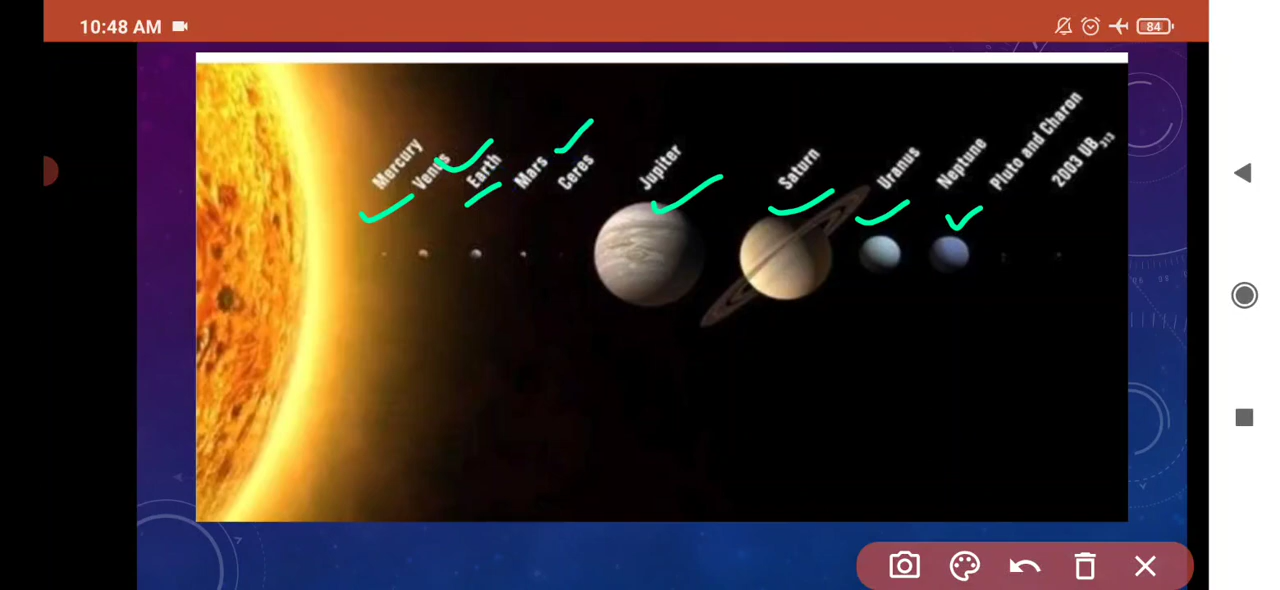 10:48 AM
84
Mercury
Venus
Earth
Mars
Ceres
Jupiter
Saturn
Uranus
Neptune
Pluto and Charon
2003 UB313